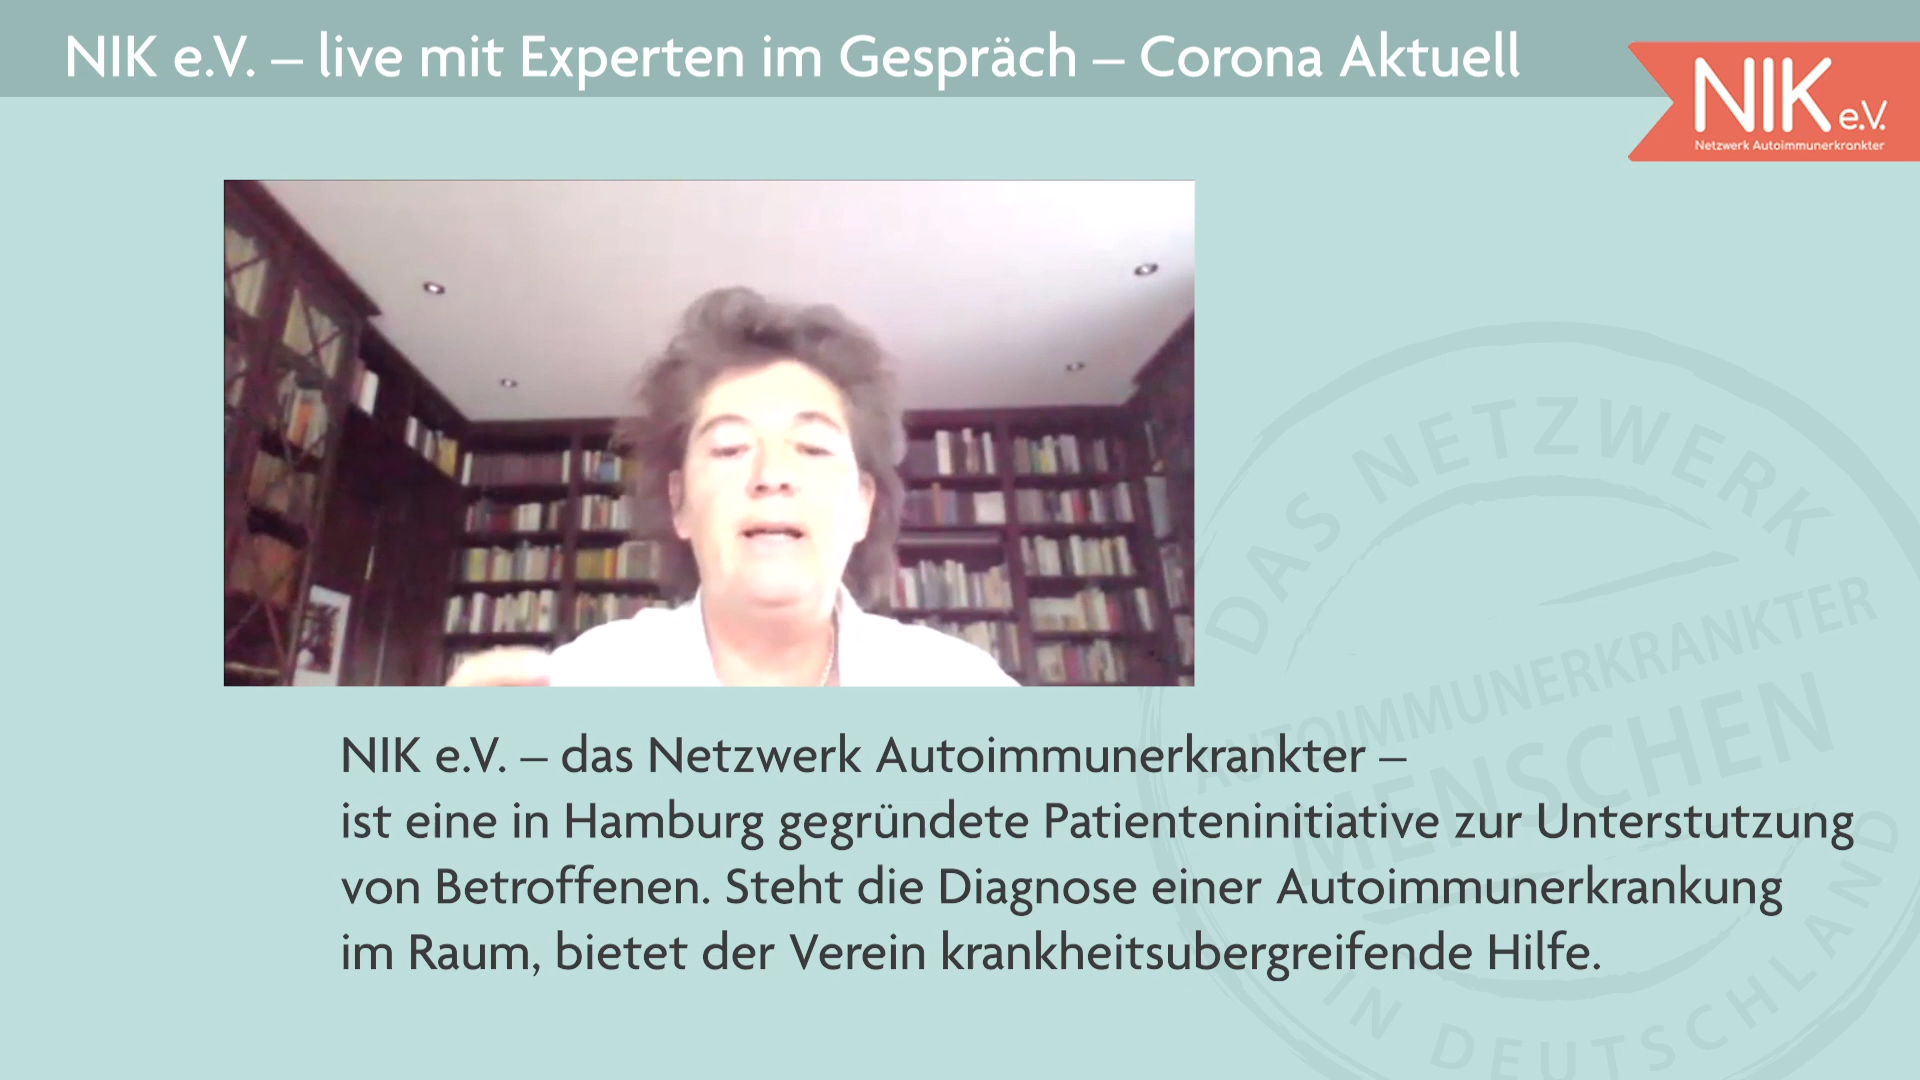 NIK e.V. – live mit Experten im Gespräch – Corona Aktuell
NIK e.V.
Netzwerk Autoimmunerkrankter
DAS NETZWERK
AUTOIMMUNERKRANKTER
MENSCHEN
IN DEUTSCHLAND
NIK e.V. – das Netzwerk Autoimmunerkrankter –
ist eine in Hamburg gegründete Patienteninitiative zur Unterstutzung
von Betroffenen. Steht die Diagnose einer Autoimmunerkrankung
im Raum, bietet der Verein krankheitsubergreifende Hilfe.